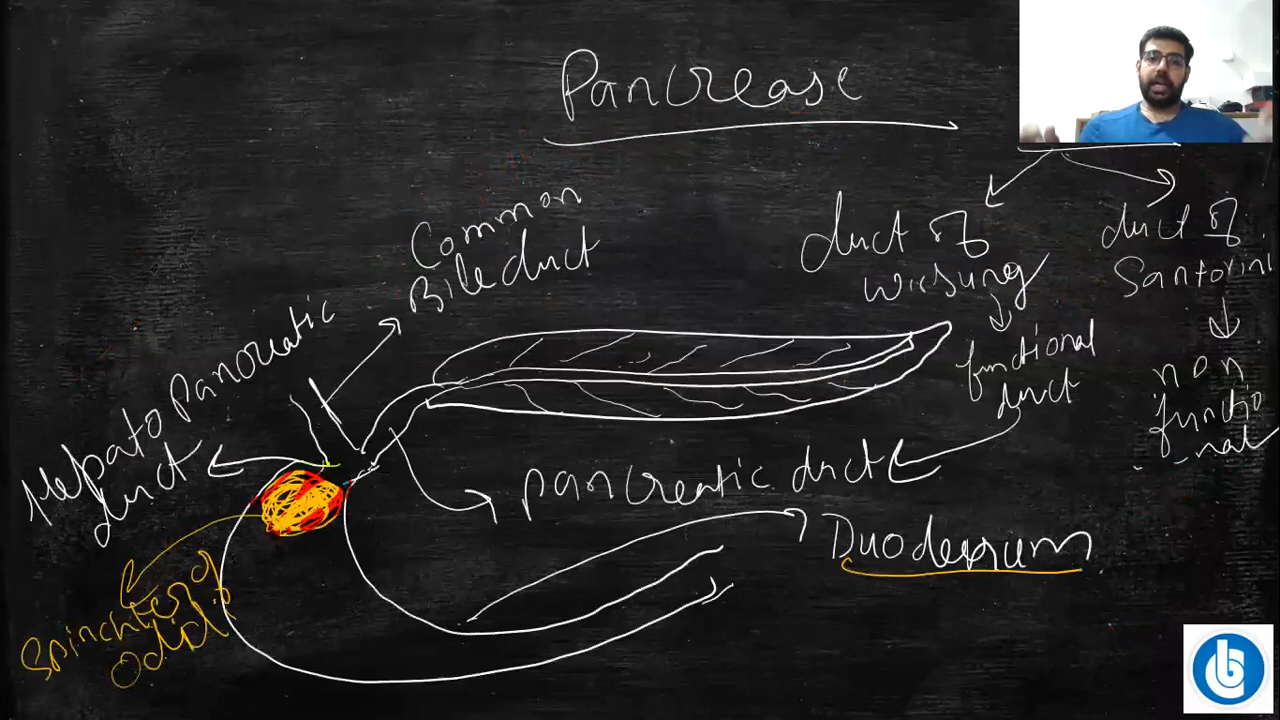 Pancrease
Common
Bile duct
duct of
wirsung
functional
duct
duct of
Santorini
non
functio
nal
Hepato Pancreatic
duct
pancreatic duct
Duodenum
Spinchter of
Oddi